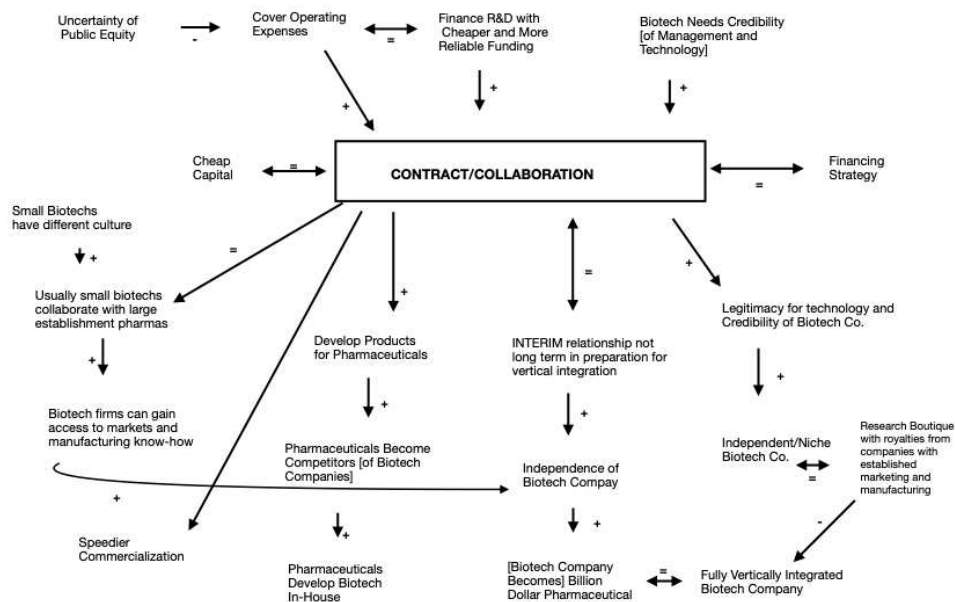 Uncertainty of
Public Equity
-
Cover Operating
Expenses
=
Finance R&D with
Cheaper and More
Reliable Funding
Biotech Needs Credibility
[of Management and
Technology]
+
+
+
Cheap
Capital
=
CONTRACT/COLLABORATION
=
Financing
Strategy
Small Biotechs
have different culture
+
=
+
=
+
Usually small biotechs
collaborate with large
establishment pharmas
+
Develop Products
for Pharmaceuticals
+
INTERIM relationship not
long term in preparation for
vertical integration
+
Legitimacy for technology and
Credibility of Biotech Co.
+
Biotech firms can gain
access to markets and
manufacturing know-how
+
Pharmaceuticals Become
Competitors [of Biotech
Companies]
+
Independence of
Biotech Compay
+
Independent/Niche
Biotech Co.
=
Research Boutique
with royalties from
companies with
established
marketing and
manufacturing
-
Speedier
Commercialization
Pharmaceuticals
Develop Biotech
In-House
[Biotech Company
Becomes] Billion
Dollar Pharmaceutical
=
Fully Vertically Integrated
Biotech Company